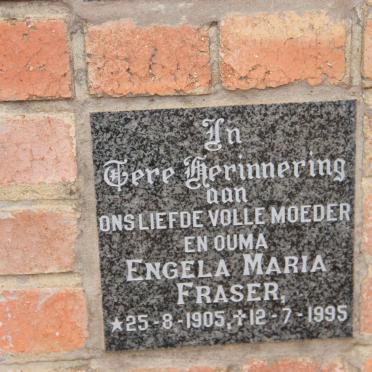 In
Tere Herinnering
aan
ONS LIEFDEVOLLE MOEDER
EN OUMA
ENGELA MARIA
FRASER,
★25-8-1905,✝12-7-1995